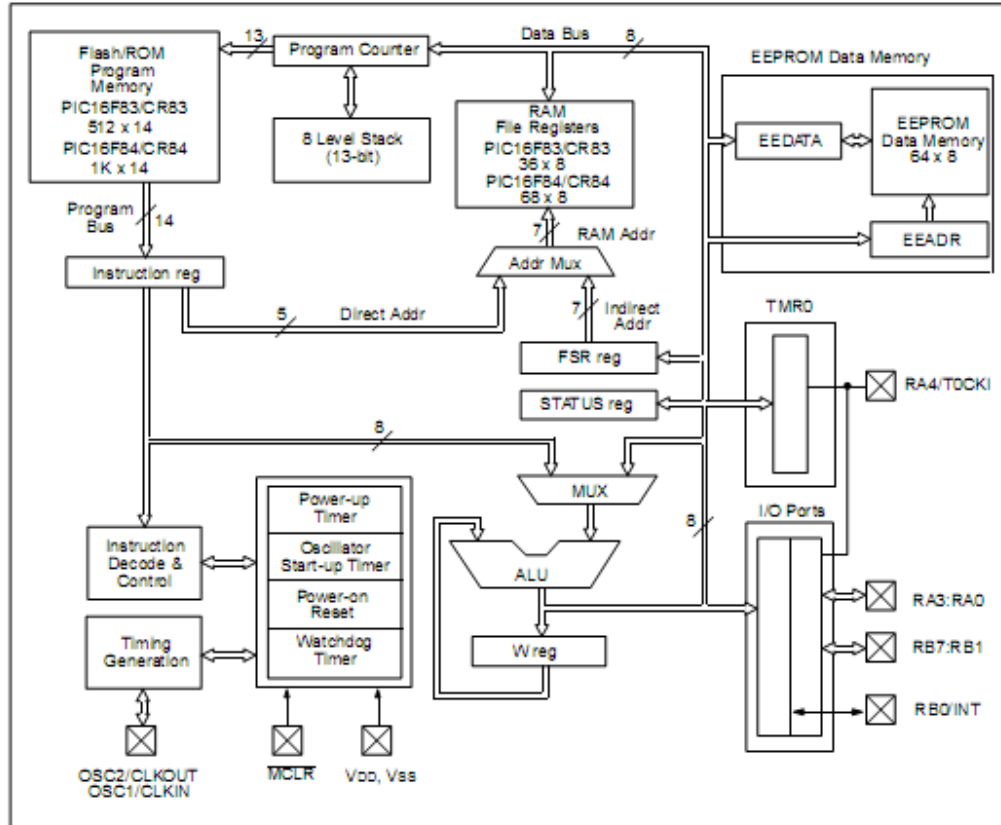 Flash/ROM
Program
Memory
PIC16F83/CR83
512 x 14
PIC16F84/CR84
1K x 14
13
Program Counter
Data Bus
8
8 Level Stack
(13-bit)
RAM
File Registers
PIC16F83/CR83
36 x 8
PIC16F84/CR84
68 x 8
EEPROM Data Memory
EEDATA
EEPROM
Data Memory
64 x 8
EEADR
Program
Bus
14
Instruction reg
7
RAM Addr
Addr Mux
5
Direct Addr
7
Indirect
Addr
FSR reg
STATUS reg
TMR0
RA4/T0CKI
8
MUX
Power-up
Timer
Oscillator
Start-up Timer
Power-on
Reset
Watchdog
Timer
Instruction
Decode &
Control
Timing
Generation
ALU
8
W reg
I/O Ports
RA3:RA0
RB7:RB1
RB0/INT
OSC2/CLKOUT
OSC1/CLKIN
MCLR
VDD, VSS